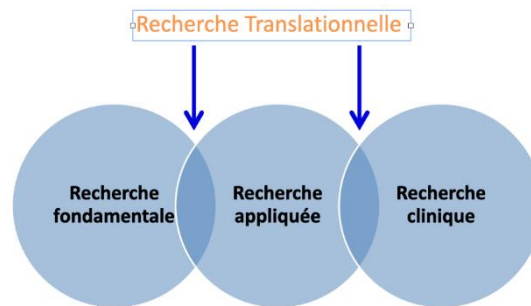 Recherche Translationnelle
Recherche
fondamentale
Recherche
appliquée
Recherche
clinique